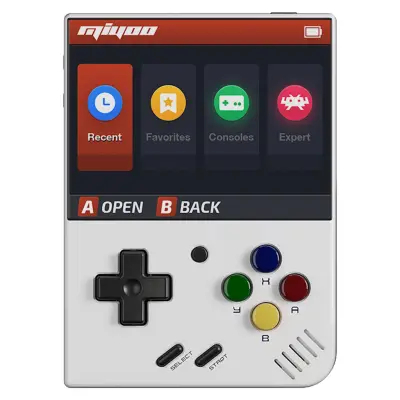 miyoo
Recent Favorites Consoles Expert
A OPEN B BACK
X
Y A
B
SELECT START